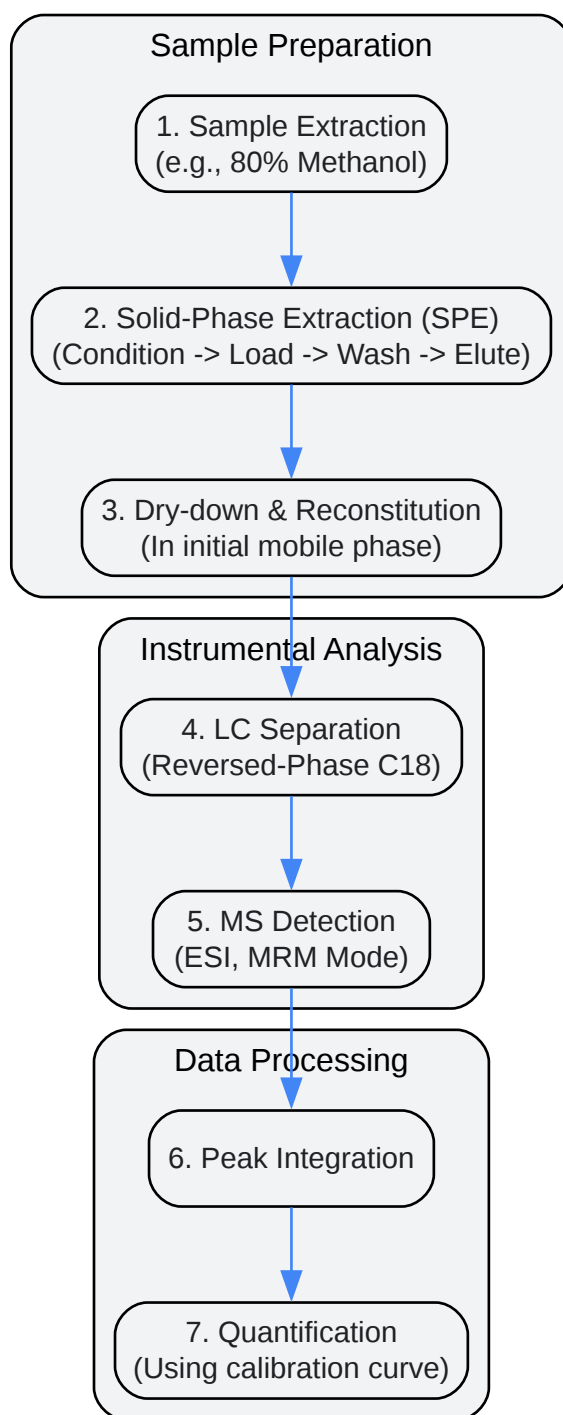 Sample Preparation
1. Sample Extraction
(e.g., 80% Methanol)
2. Solid-Phase Extraction (SPE)
(Condition -> Load -> Wash -> Elute)
3. Dry-down & Reconstitution
(In initial mobile phase)
Instrumental Analysis
4. LC Separation
(Reversed-Phase C18)
5. MS Detection
(ESI, MRM Mode)
Data Processing
6. Peak Integration
7. Quantification
(Using calibration curve)